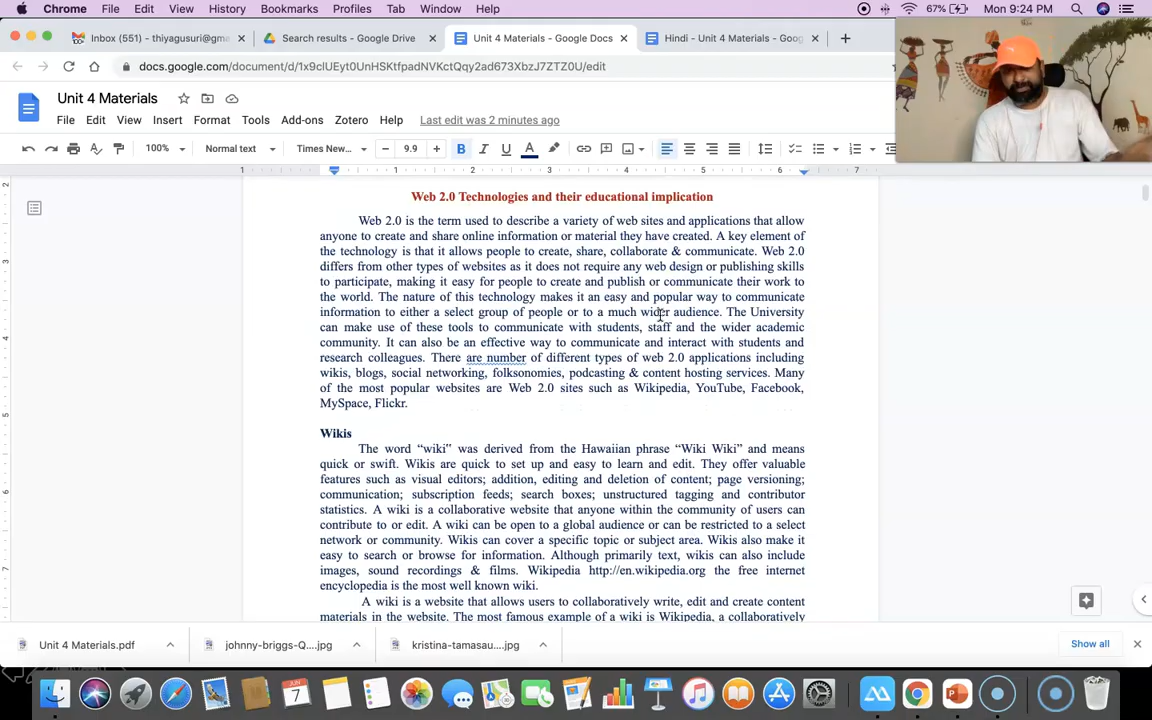 Chrome File Edit View History Bookmarks Profiles Tab Window Help 67% Mon 9:24 PM
Inbox (551) - thiyagusuri@gm Search results - Google Drive Unit 4 Materials - Google Docs Hindi - Unit 4 Materials - Goog
docs.google.com/document/d/1x9clUEyt0UnHSKtfpadNVKctQqy2ad673XbzJ7ZTZ0U/edit
Unit 4 Materials
File Edit View Insert Format Tools Add-ons Zotero Help Last edit was 2 minutes ago
100% Normal text Times New... 9.9 B I U A
1 1 2 3 4 5 6 7
Web 2.0 Technologies and their educational implication
Web 2.0 is the term used to describe a variety of web sites and applications that allow
anyone to create and share online information or material they have created. A key element of
the technology is that it allows people to create, share, collaborate & communicate. Web 2.0
differs from other types of websites as it does not require any web design or publishing skills
to participate, making it easy for people to create and publish or communicate their work to
the world. The nature of this technology makes it an easy and popular way to communicate
information to either a select group of people or to a much wider audience. The University
can make use of these tools to communicate with students, staff and the wider academic
community. It can also be an effective way to communicate and interact with students and
research colleagues. There are number of different types of web 2.0 applications including
wikis, blogs, social networking, folksonomies, podcasting & content hosting services. Many
of the most popular websites are Web 2.0 sites such as Wikipedia, YouTube, Facebook,
MySpace, Flickr.
Wikis
The word “wiki” was derived from the Hawaiian phrase “Wiki Wiki” and means
quick or swift. Wikis are quick to set up and easy to learn and edit. They offer valuable
features such as visual editors; addition, editing and deletion of content; page versioning;
communication; subscription feeds; search boxes; unstructured tagging and contributor
statistics. A wiki is a collaborative website that anyone within the community of users can
contribute to or edit. A wiki can be open to a global audience or can be restricted to a select
network or community. Wikis can cover a specific topic or subject area. Wikis also make it
easy to search or browse for information. Although primarily text, wikis can also include
images, sound recordings & films. Wikipedia http://en.wikipedia.org the free internet
encyclopedia is the most well known wiki.
A wiki is a website that allows users to collaboratively write, edit and create content
materials in the website. The most famous example of a wiki is Wikipedia, a collaboratively
Unit 4 Materials.pdf johnny-briggs-Q....jpg kristina-tamasau....jpg Show all
JUN
7